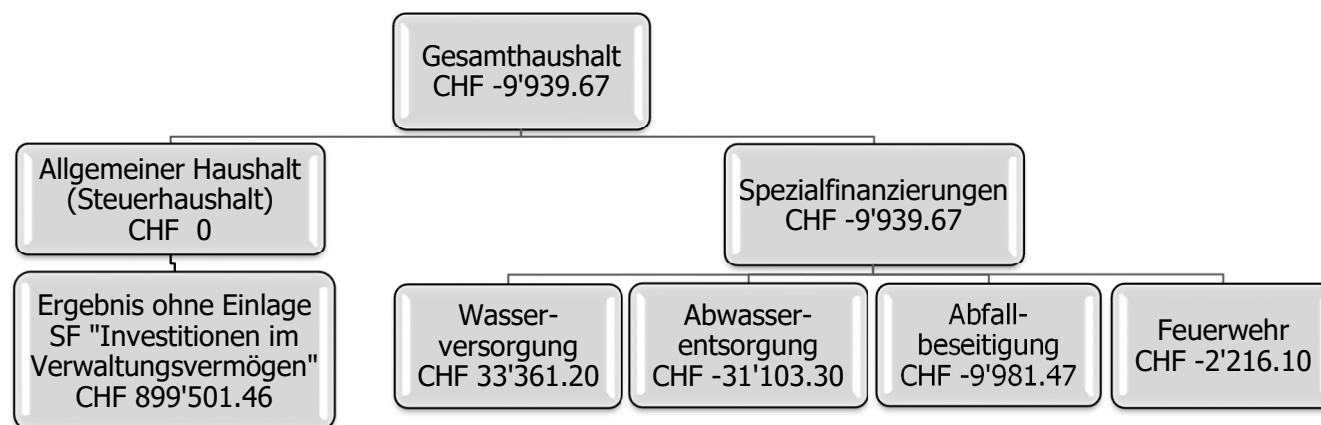 Gesamthaushalt
CHF -9'939.67
Allgemeiner Haushalt
(Steuerhaushalt)
CHF 0
Spezialfinanzierungen
CHF -9'939.67
Ergebnis ohne Einlage
SF "Investitionen im
Verwaltungsvermögen"
CHF 899'501.46
Wasser-
versorgung
CHF 33'361.20
Abwasser-
entsorgung
CHF -31'103.30
Abfall-
beseitigung
CHF -9'981.47
Feuerwehr
CHF -2'216.10